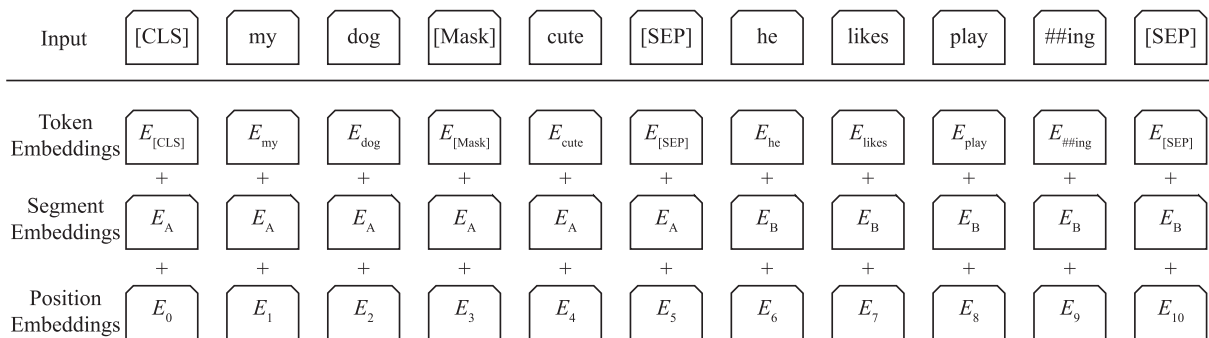 Input [CLS] my dog [Mask] cute [SEP] he likes play ##ing [SEP]
Token Embeddings E[CLS] Emy Edog E[Mask] Ecute E[SEP] Ehe Elikes Eplay E##ing E[SEP]
+ + + + + + + + + + +
Segment Embeddings EA EA EA EA EA EA EB EB EB EB EB
+ + + + + + + + + + +
Position Embeddings E0 E1 E2 E3 E4 E5 E6 E7 E8 E9 E10